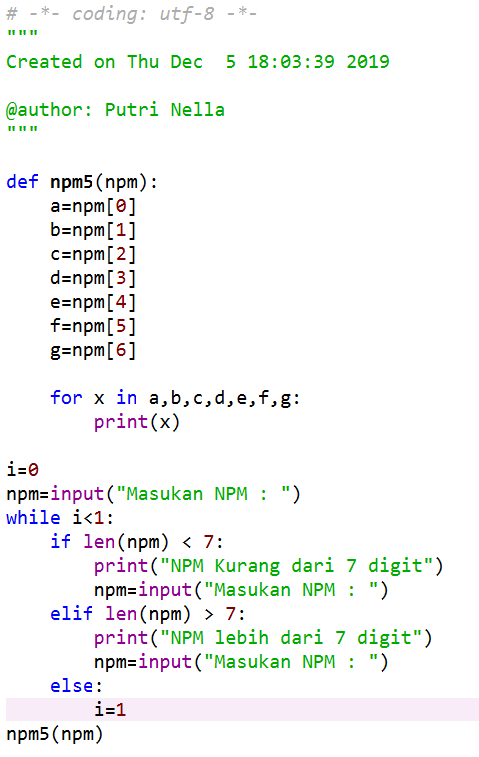 # -*- coding: utf-8 -*-
"""
Created on Thu Dec  5 18:03:39 2019

@author: Putri Nella
"""

def npm5(npm):
    a=npm[0]
    b=npm[1]
    c=npm[2]
    d=npm[3]
    e=npm[4]
    f=npm[5]
    g=npm[6]

    for x in a,b,c,d,e,f,g:
        print(x)

i=0
npm=input("Masukan NPM : ")
while i<1:
    if len(npm) < 7:
        print("NPM Kurang dari 7 digit")
        npm=input("Masukan NPM : ")
    elif len(npm) > 7:
        print("NPM lebih dari 7 digit")
        npm=input("Masukan NPM : ")
    else:
        i=1
npm5(npm)